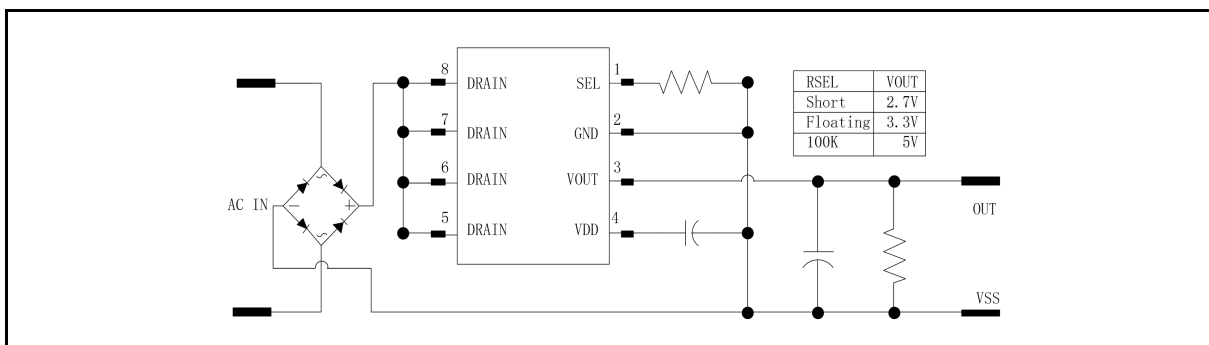 8 DRAIN SEL 1
7 DRAIN GND 2
6 DRAIN VOUT 3
5 DRAIN VDD 4
AC IN
RSEL VOUT
Short 2.7V
Floating 3.3V
100K 5V
OUT
VSS